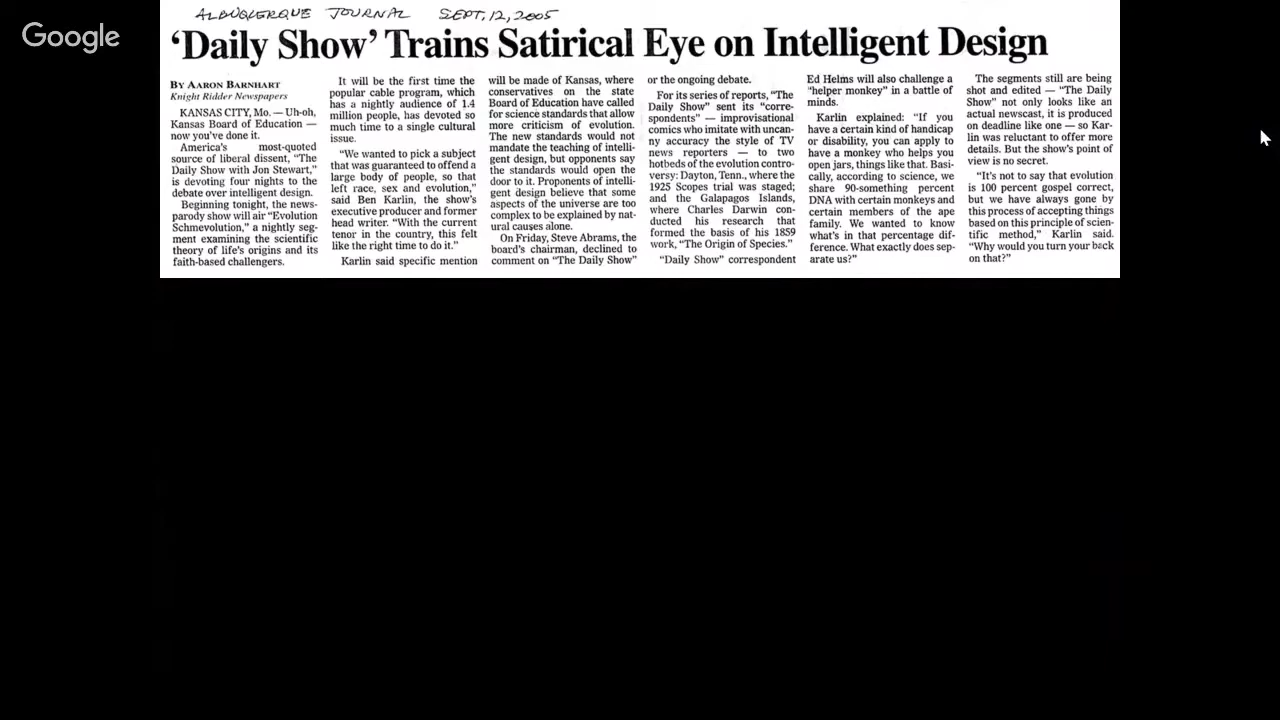 Google
ALBUQUERQUE JOURNAL SEPT. 12, 2005
‘Daily Show’ Trains Satirical Eye on Intelligent Design
BY AARON BARNHART
Knight Ridder Newspapers
KANSAS CITY, Mo. — Uh-oh,
Kansas Board of Education —
now you've done it.
America's most-quoted
source of liberal dissent, “The
Daily Show with Jon Stewart,”
is devoting four nights to the
debate over intelligent design.
Beginning tonight, the news-
parody show will air “Evolution
Schmevolution,” a nightly seg-
ment examining the scientific
theory of life's origins and its
faith-based challengers.
It will be the first time the
popular cable program, which
has a nightly audience of 1.4
million people, has devoted so
much time to a single cultural
issue.
“We wanted to pick a subject
that was guaranteed to offend a
large body of people, so that
left race, sex and evolution,”
said Ben Karlin, the show's
executive producer and former
head writer. “With the current
tenor in the country, this felt
like the right time to do it.”
Karlin said specific mention
will be made of Kansas, where
conservatives on the state
Board of Education have called
for science standards that allow
more criticism of evolution.
The new standards would not
mandate the teaching of intelli-
gent design, but opponents say
the standards would open the
door to it. Proponents of intelli-
gent design believe that some
aspects of the universe are too
complex to be explained by nat-
ural causes alone.
On Friday, Steve Abrams, the
board's chairman, declined to
comment on “The Daily Show”
or the ongoing debate.
For its series of reports, “The
Daily Show” sent its “corre-
spondents” — improvisational
comics who imitate with uncan-
ny accuracy the style of TV
news reporters — to two
hotbeds of the evolution contro-
versy: Dayton, Tenn., where the
1925 Scopes trial was staged;
and the Galapagos Islands,
where Charles Darwin con-
ducted his research that
formed the basis of his 1859
work, “The Origin of Species.”
“Daily Show” correspondent
Ed Helms will also challenge a
“helper monkey” in a battle of
minds.
Karlin explained: “If you
have a certain kind of handicap
or disability, you can apply to
have a monkey who helps you
open jars, things like that. Basi-
cally, according to science, we
share 90-something percent
DNA with certain monkeys and
certain members of the ape
family. We wanted to know
what's in that percentage dif-
ference. What exactly does sep-
arate us?”
The segments still are being
shot and edited — “The Daily
Show” not only looks like an
actual newscast, it is produced
on deadline like one — so Kar-
lin was reluctant to offer more
details. But the show's point of
view is no secret.
“It's not to say that evolution
is 100 percent gospel correct,
but we have always gone by
this process of accepting things
based on this principle of scien-
tific method,” Karlin said.
“Why would you turn your back
on that?”